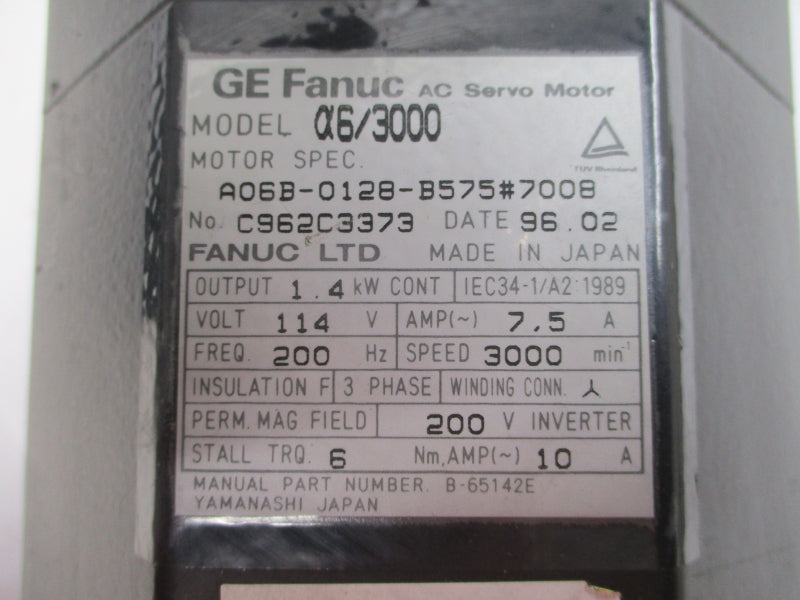 GE Fanuc AC Servo Motor
MODEL α6/3000
MOTOR SPEC.
TÜV Rheinland
A06B-0128-B575#7008
No. C962C3373 DATE 96.02
FANUC LTD MADE IN JAPAN
OUTPUT 1.4 kW CONT IEC34-1/A2:1989
VOLT 114 V AMP(~) 7.5 A
FREQ. 200 Hz SPEED 3000 min⁻¹
INSULATION F 3 PHASE WINDING CONN. 人
PERM. MAG FIELD 200 V INVERTER
STALL TRQ. 6 Nm, AMP(~) 10 A
MANUAL PART NUMBER. B-65142E
YAMANASHI JAPAN